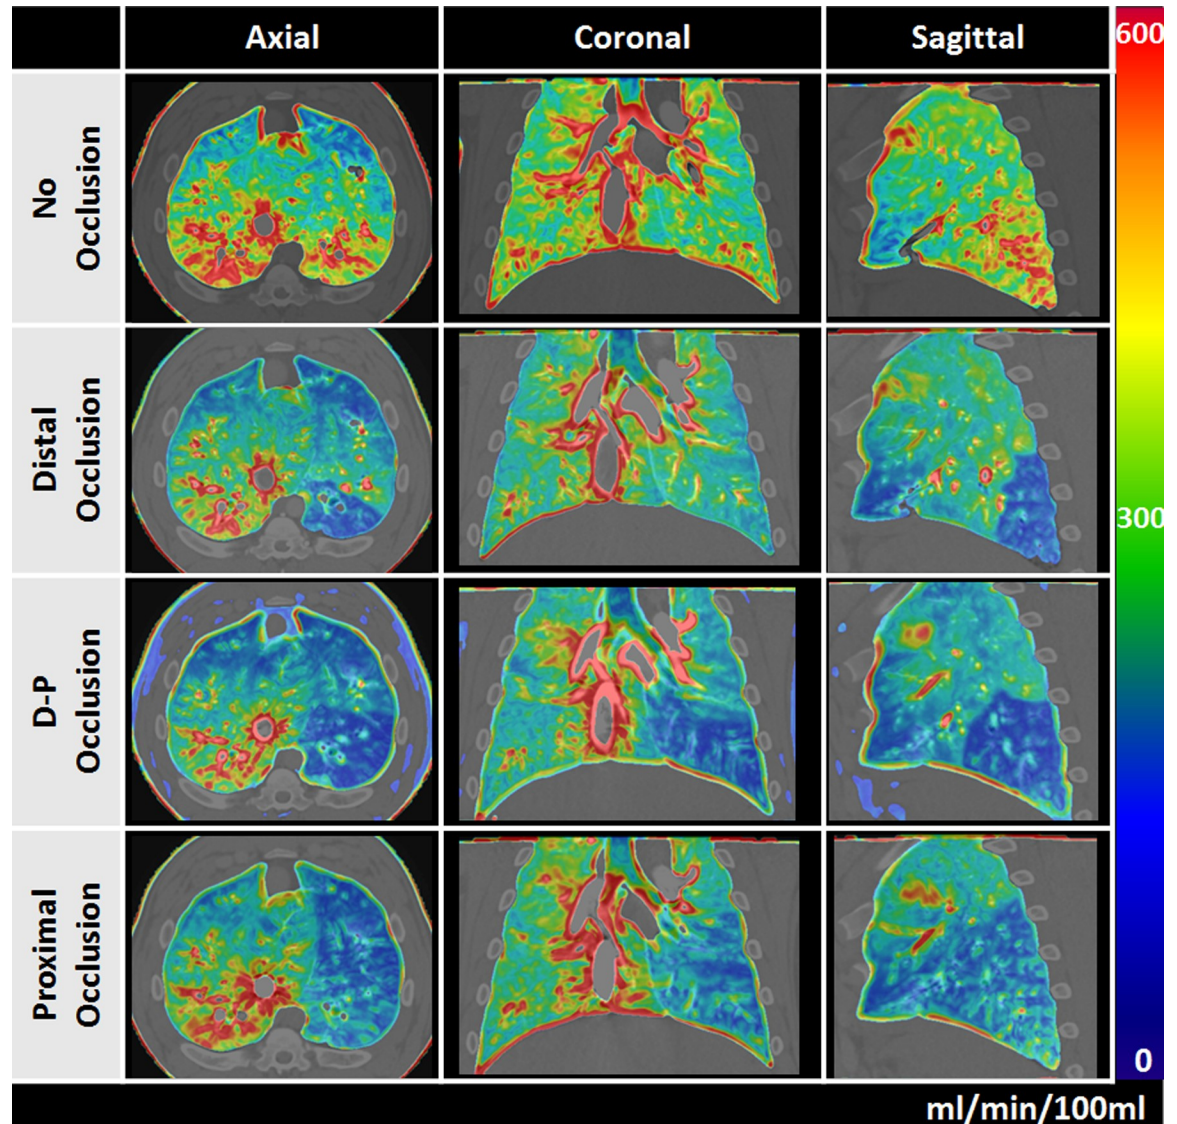 Axial Coronal Sagittal
600
No
Occlusion
Distal
Occlusion
300
D-P
Occlusion
Proximal
Occlusion
0
ml/min/100ml